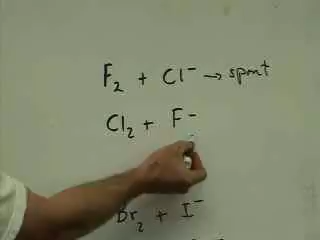 F₂ + Cl⁻ → spnt
Cl₂ + F⁻
Br₂ + I⁻